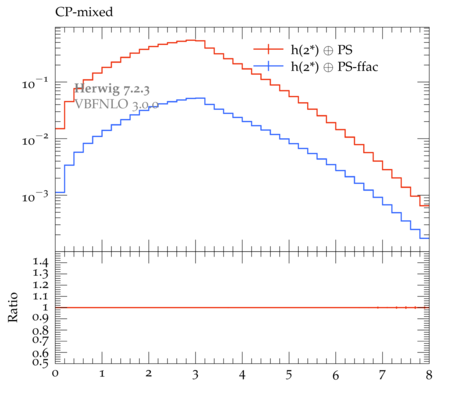 CP-mixed
h(2*) ⊕ PS
h(2*) ⊕ PS-ffac
10⁻¹
Herwig 7.2.3
VBFNLO 3.0.0
10⁻²
10⁻³
1.4
1.3
1.2
1.1
1
0.9
0.8
0.7
0.6
0.5
Ratio
0 1 2 3 4 5 6 7 8